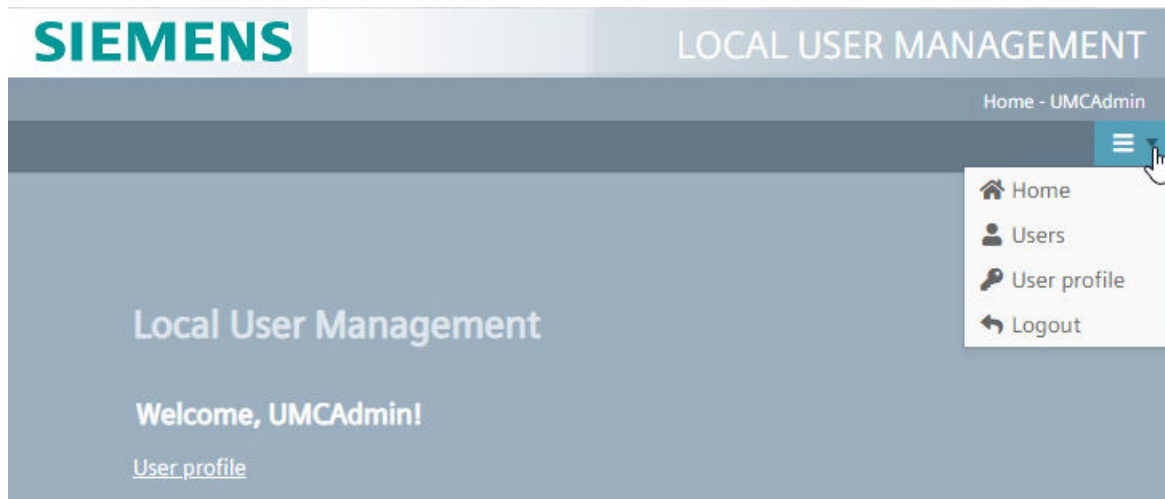 SIEMENS
LOCAL USER MANAGEMENT
Home - UMCAdmin
Home
Users
User profile
Logout
Local User Management
Welcome, UMCAdmin!
User profile